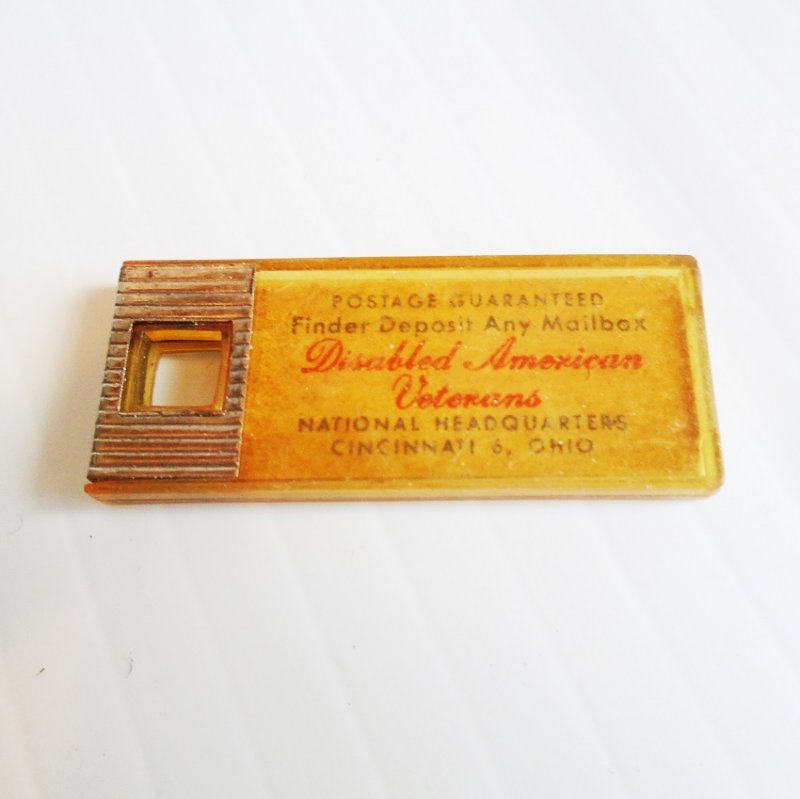 POSTAGE GUARANTEED
Finder Deposit Any Mailbox
Disabled American
Veterans
NATIONAL HEADQUARTERS
CINCINNATI 6, OHIO